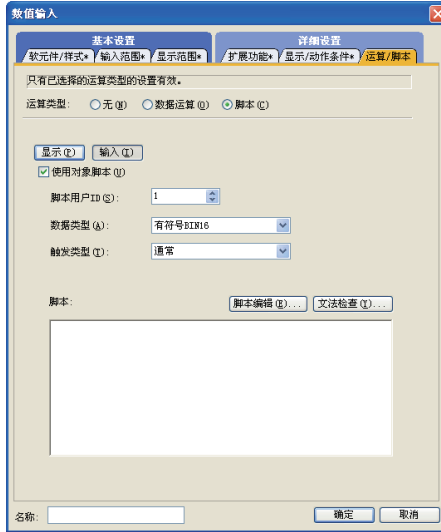 数值输入
基本设置 详细设置
软元件/样式* 输入范围* 显示范围* 扩展功能* 显示/动作条件* 运算/脚本
只有已选择的运算类型的设置有效。
运算类型: 无(N) 数据运算(O) 脚本(C)
显示(P) 输入(I)
使用对象脚本(U)
脚本用户ID(S): 1
数据类型(A): 有符号BIN16
触发类型(T): 通常
脚本: 脚本编辑(E)... 文法检查(I)...
名称: 确定 取消